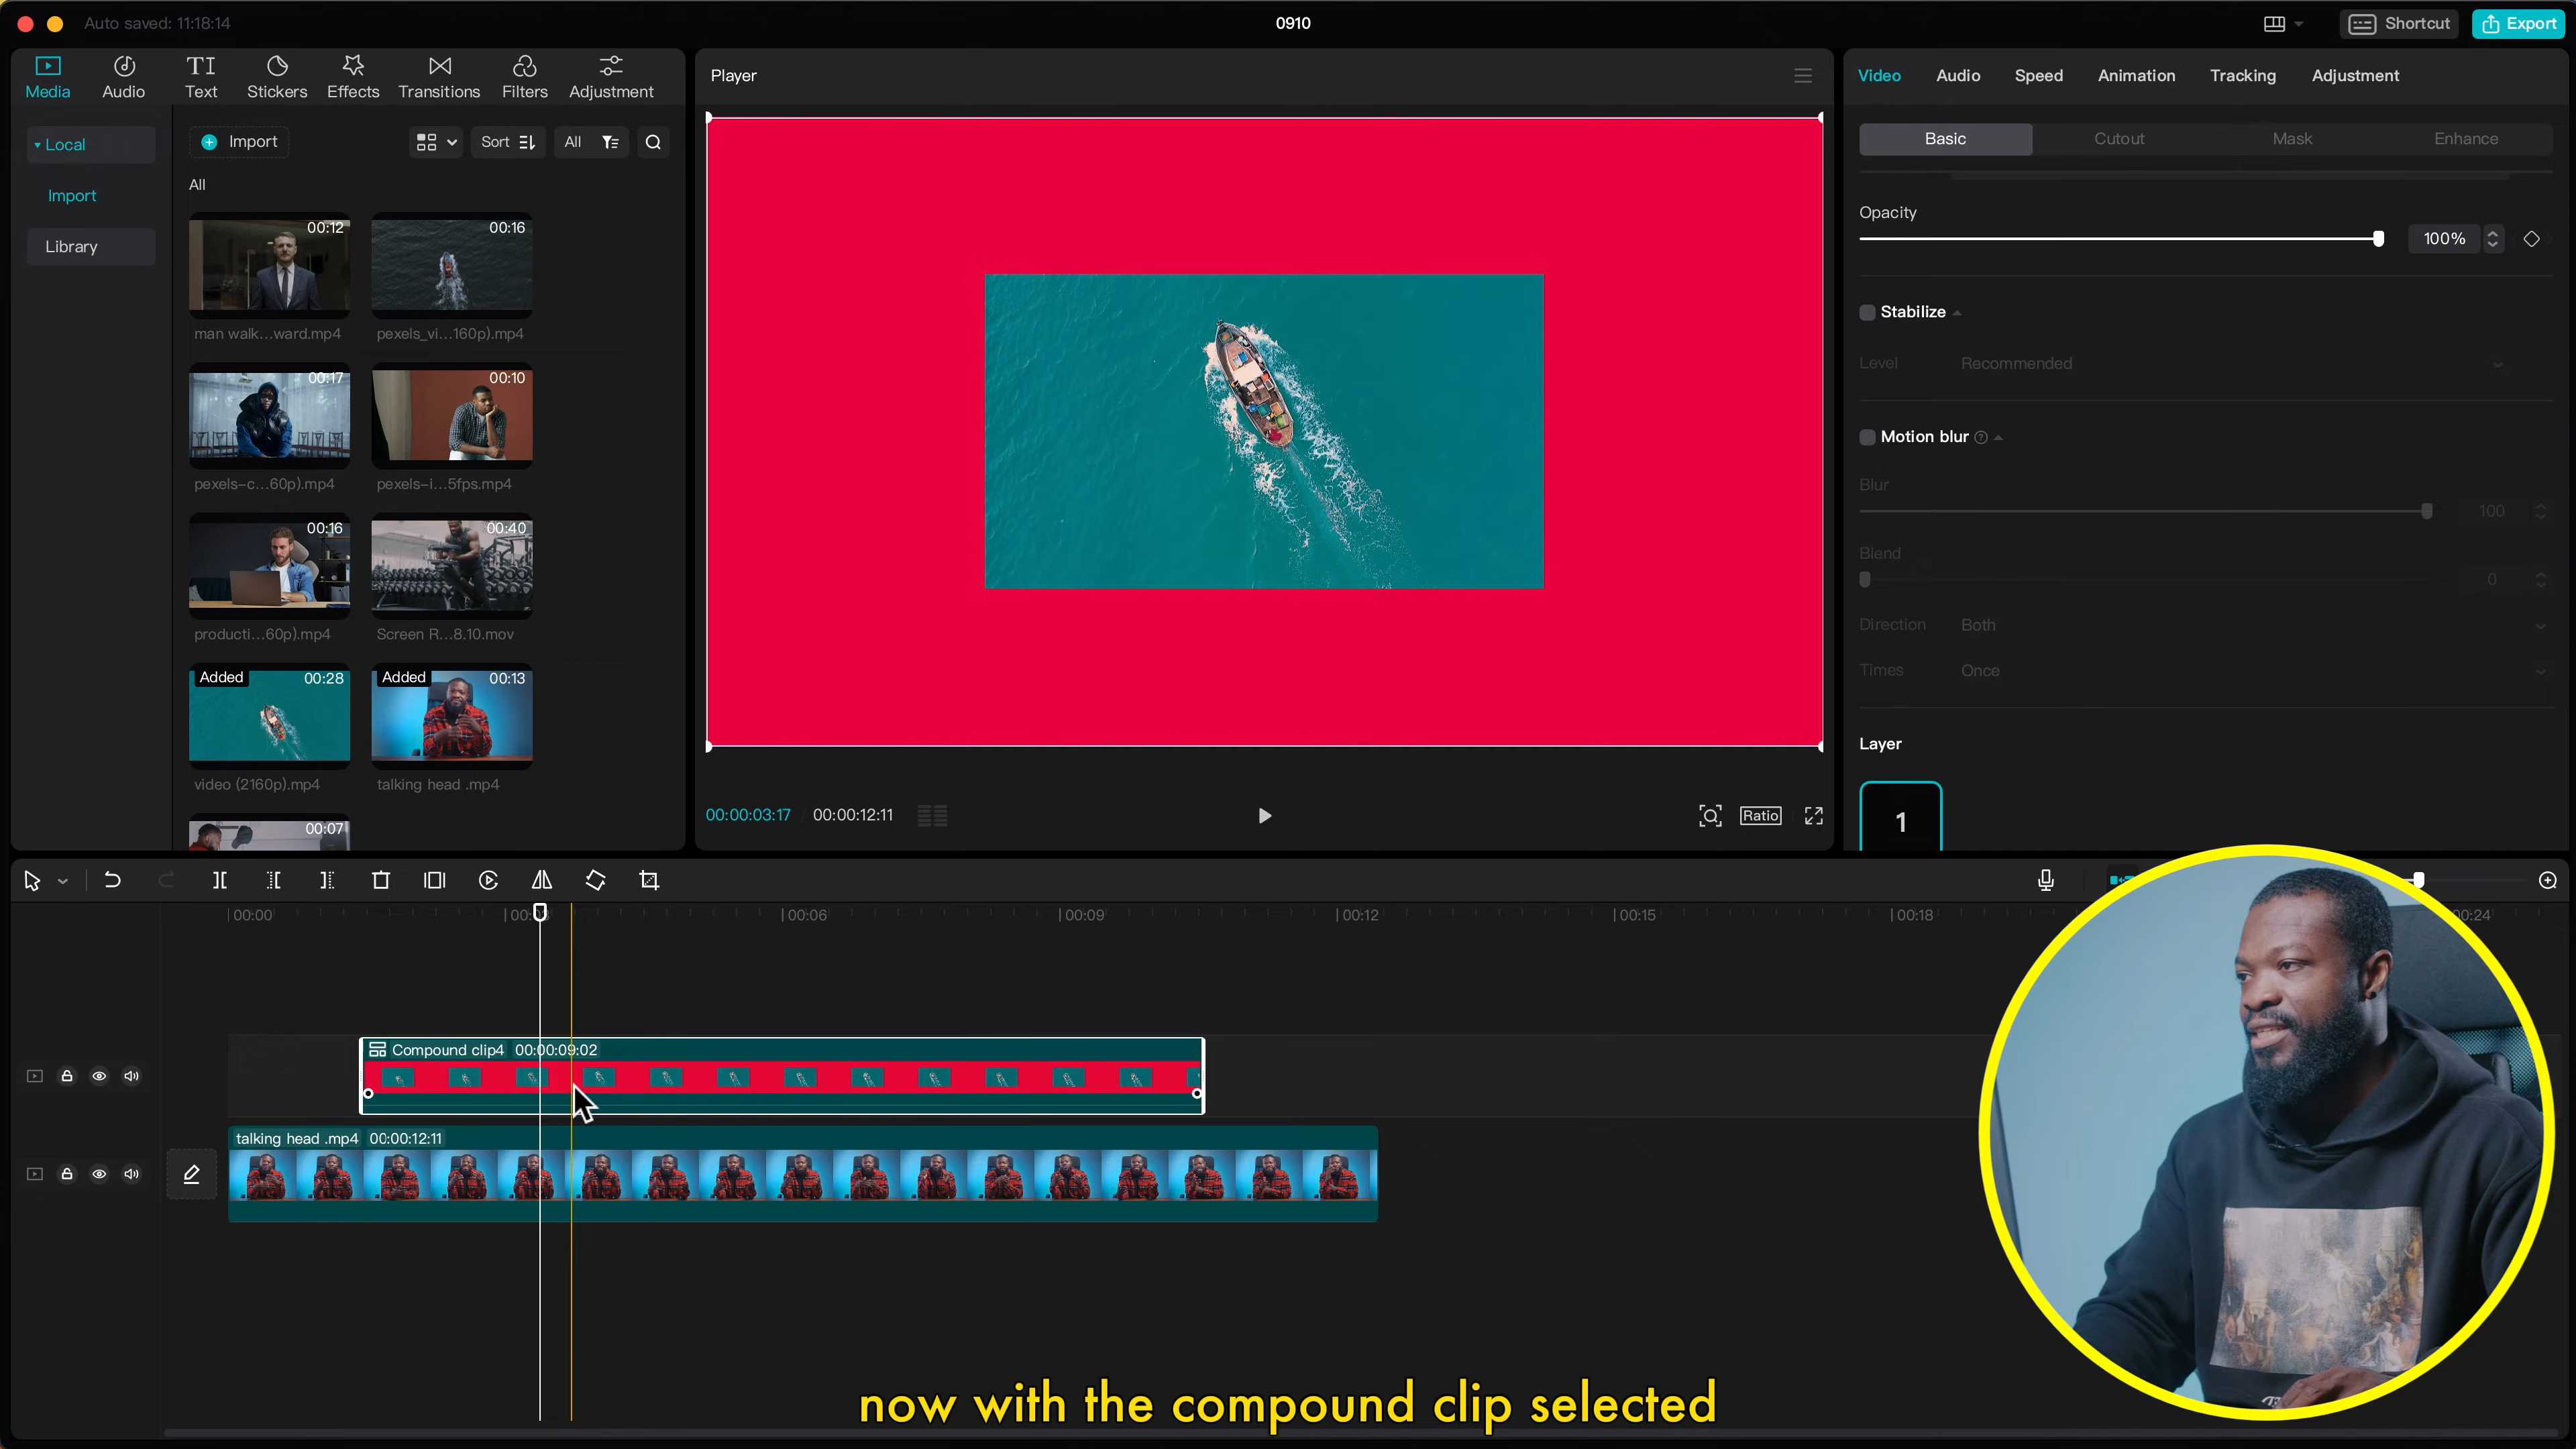 Auto saved: 11:18:14
0910
Shortcut
Export
Media
Audio
Text
Stickers
Effects
Transitions
Filters
Adjustment
Local
Import
Library
Import
Sort
All
All
00:12
man walk...ward.mp4
00:16
pexels_vi...160p).mp4
00:17
pexels-c...60p).mp4
00:10
pexels-i...5fps.mp4
00:16
producti...60p).mp4
00:40
Screen R...8.10.mov
Added 00:28
video (2160p).mp4
Added 00:13
talking head .mp4
00:07
Player
00:00:03:17 / 00:00:12:11
Ratio
Video
Audio
Speed
Animation
Tracking
Adjustment
Basic
Cutout
Mask
Enhance
Opacity
100%
Stabilize
Level Recommended
Motion blur
Blur
100
Blend
0
Direction Both
Times Once
Layer
1
00:00
00:06
00:09
00:12
00:15
00:18
00:24
Compound clip4 00:00:09:02
talking head .mp4 00:00:12:11
now with the compound clip selected